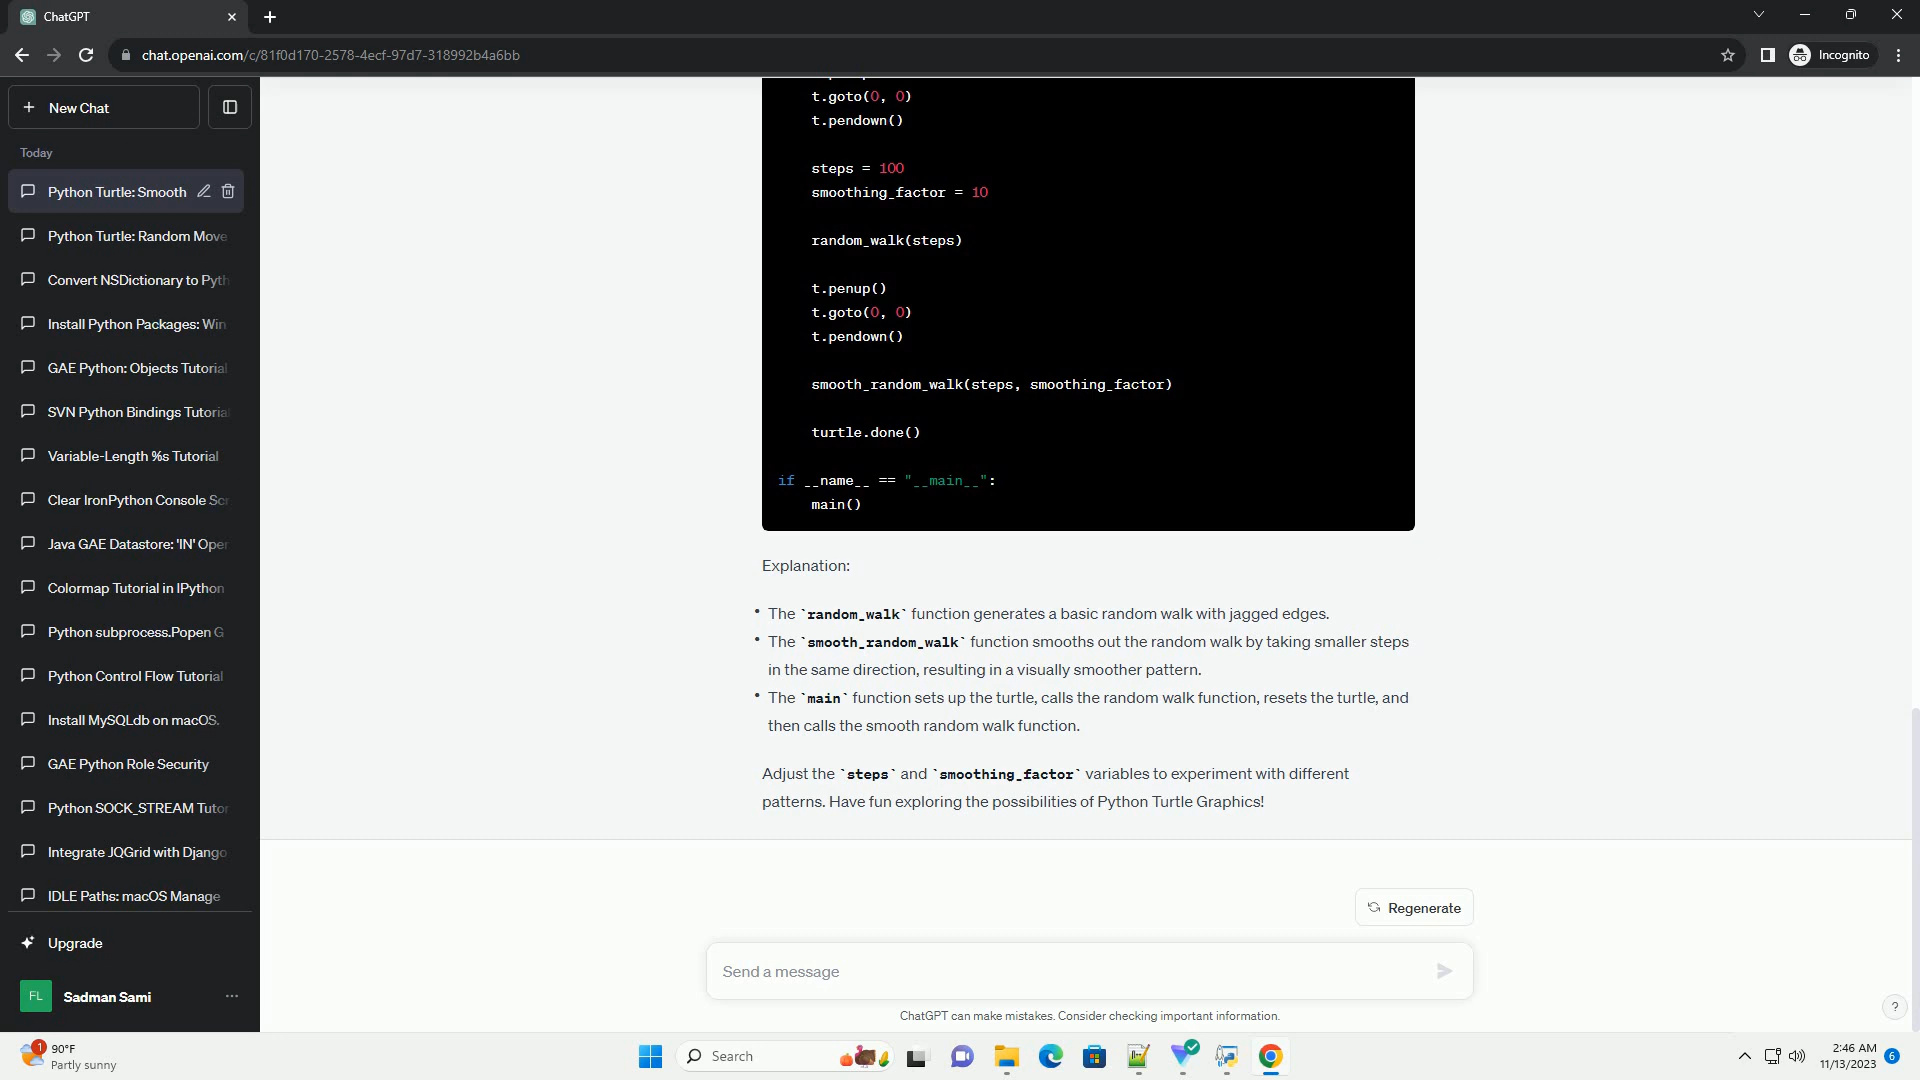 ChatGPT
chat.openai.com/c/81f0d170-2578-4ecf-97d7-318992b4a6bb
Incognito
New Chat
Today
Python Turtle: Smooth
Python Turtle: Random Move
Convert NSDictionary to Pyth
Install Python Packages: Win
GAE Python: Objects Tutorial
SVN Python Bindings Tutorial
Variable-Length %s Tutorial
Clear IronPython Console Scr
Java GAE Datastore: 'IN' Oper
Colormap Tutorial in IPython
Python subprocess.Popen G
Python Control Flow Tutorial
Install MySQLdb on macOS.
GAE Python Role Security
Python SOCK_STREAM Tutor
Integrate JQGrid with Django
IDLE Paths: macOS Manage
Upgrade
FL
Sadman Sami
t.goto(0, 0)
t.pendown()
steps = 100
smoothing_factor = 10
random_walk(steps)
t.penup()
t.goto(0, 0)
t.pendown()
smooth_random_walk(steps, smoothing_factor)
turtle.done()
if __name__ == "__main__":
main()
Explanation:
• The `random_walk` function generates a basic random walk with jagged edges.
• The `smooth_random_walk` function smooths out the random walk by taking smaller steps
in the same direction, resulting in a visually smoother pattern.
• The `main` function sets up the turtle, calls the random walk function, resets the turtle, and
then calls the smooth random walk function.
Adjust the `steps` and `smoothing_factor` variables to experiment with different
patterns. Have fun exploring the possibilities of Python Turtle Graphics!
Regenerate
Send a message
ChatGPT can make mistakes. Consider checking important information.
?
1
90°F
Partly sunny
Search
2:46 AM
11/13/2023
6